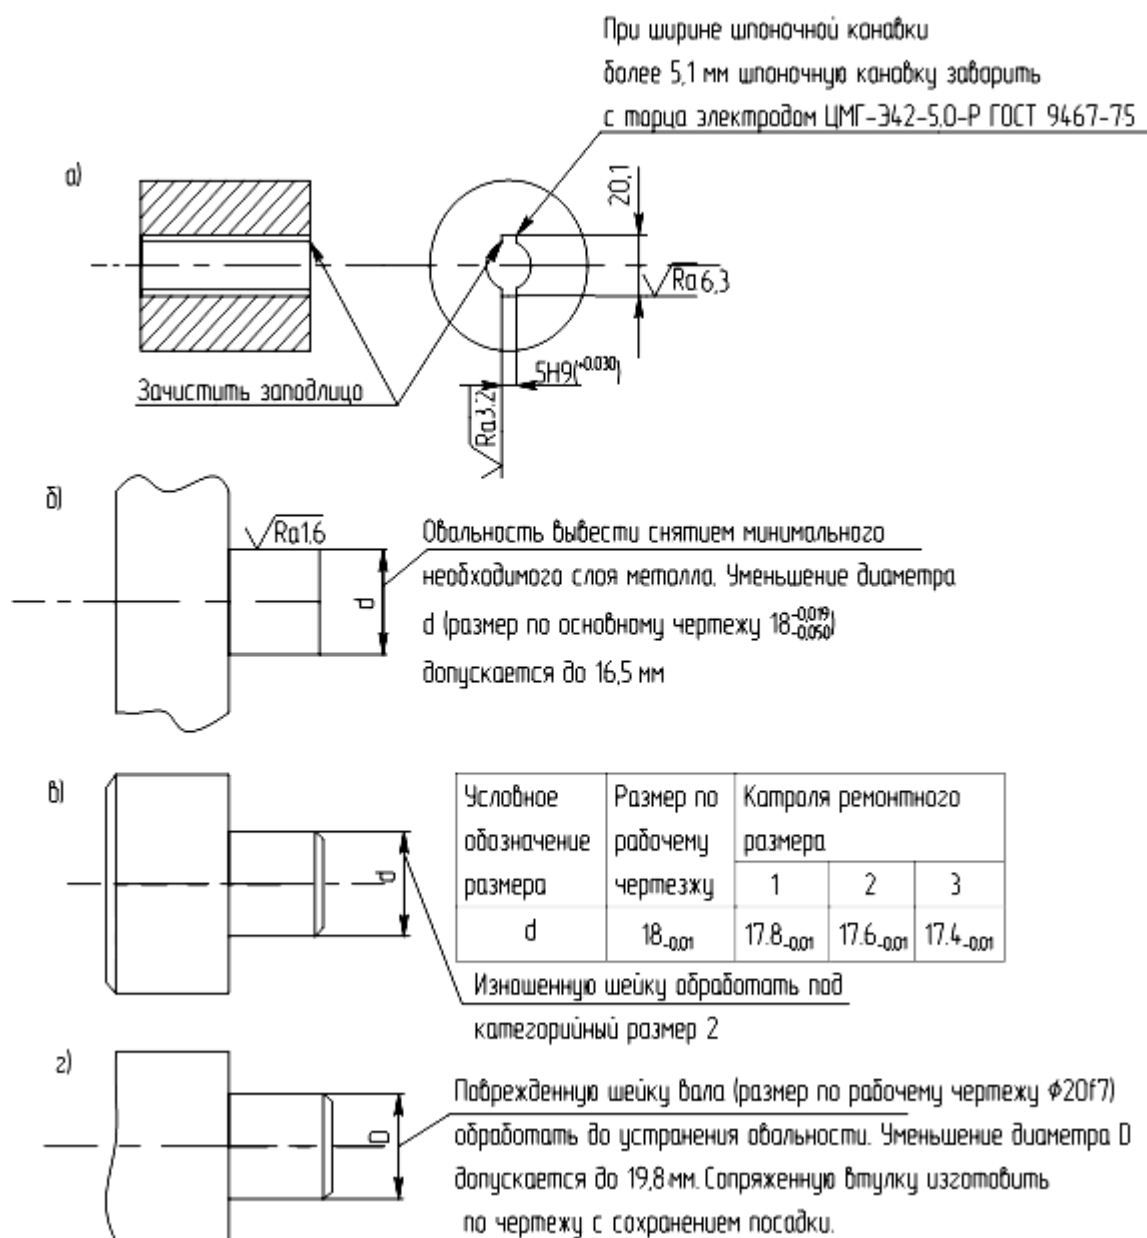 При ширине шпоночной канавки
более 5,1 мм шпоночную канавку заварить
с торца электродом ЦМГ-Э42-5,0-Р ГОСТ 9467-75
а)
20,1
Ra 6,3
5H9(+0.030)
Ra3.2
Зачистить заподлицо
б)
Ra1.6
d
Овальность вывести снятием минимального
необходимого слоя металла. Уменьшение диаметра
d (размер по основному чертежу 18-0,019-0,050)
допускается до 16,5 мм
в)
d
Условное обозначение размера
Размер по рабочему чертезжу
Катроля ремонтного размера
1 2 3
d 18-0,01 17.8-0,01 17.6-0,01 17.4-0,01
Изношенную шейку обработать под
категорийный размер 2
г)
D
Поврежденную шейку вала (размер по рабочему чертежу ϕ20f7)
обработать до устранения овальности. Уменьшение диаметра D
допускается до 19,8 мм. Сопряженную втулку изготовить
по чертежу с сохранением посадки.